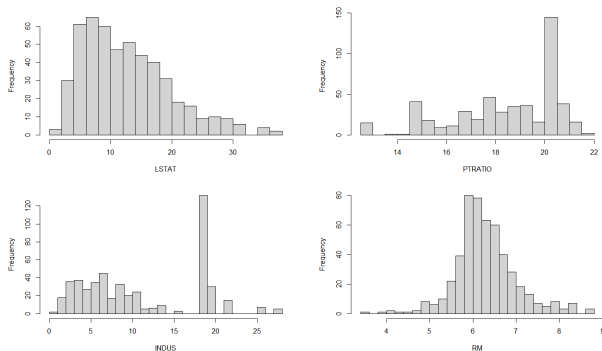 Frequency
0 10 20 30 40 50 60
0 10 20 30
LSTAT
Frequency
0 50 100 150
14 16 18 20 22
PTRATIO
Frequency
0 20 40 60 80 100 120
0 5 10 15 20 25
INDUS
Frequency
0 20 40 60 80
4 5 6 7 8
RM